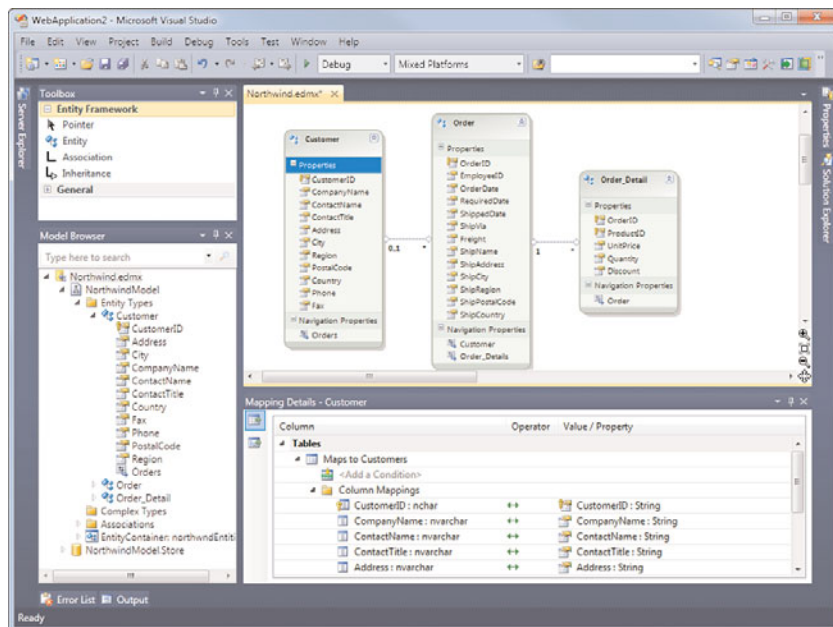 WebApplication2 - Microsoft Visual Studio
File Edit View Project Build Debug Tools Test Window Help
Debug Mixed Platforms
Server Explorer
Toolbox
Entity Framework
Pointer
Entity
Association
Inheritance
General
Model Browser
Type here to search
Northwind.edmx
NorthwindModel
Entity Types
Customer
CustomerID
Address
City
CompanyName
ContactName
ContactTitle
Country
Fax
Phone
PostalCode
Region
Orders
Order
Order_Detail
Complex Types
Associations
EntityContainer: northwndEntiti
NorthwindModel.Store
Northwind.edmx*
Customer
Properties
CustomerID
CompanyName
ContactName
ContactTitle
Address
City
Region
PostalCode
Country
Phone
Fax
Navigation Properties
Orders
0,1 *
Order
Properties
OrderID
EmployeeID
OrderDate
RequiredDate
ShippedDate
ShipVia
Freight
ShipName
ShipAddress
ShipCity
ShipRegion
ShipPostalCode
ShipCountry
Navigation Properties
Customer
Order_Details
1 *
Order_Detail
Properties
OrderID
ProductID
UnitPrice
Quantity
Discount
Navigation Properties
Order
Properties
Solution Explorer
Mapping Details - Customer
Column Operator Value / Property
Tables
Maps to Customers
<Add a Condition>
Column Mappings
CustomerID : nchar CustomerID : String
CompanyName : nvarchar CompanyName : String
ContactName : nvarchar ContactName : String
ContactTitle : nvarchar ContactTitle : String
Address : nvarchar Address : String
Error List Output
Ready